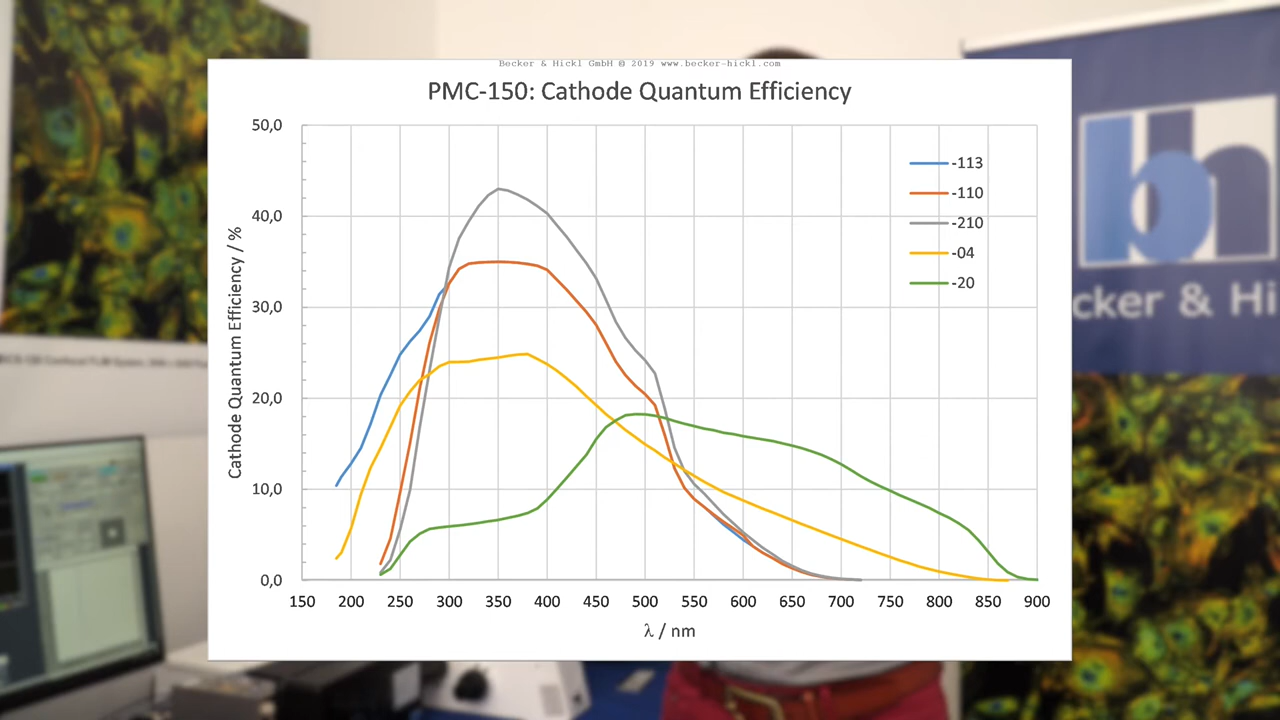 Becker & Hickl GmbH © 2019 www.becker-hickl.com
PMC-150: Cathode Quantum Efficiency
Cathode Quantum Efficiency / %
50,0
40,0
30,0
20,0
10,0
0,0
-113
-110
-210
-04
-20
150 200 250 300 350 400 450 500 550 600 650 700 750 800 850 900
λ / nm
bh
cker & Hi